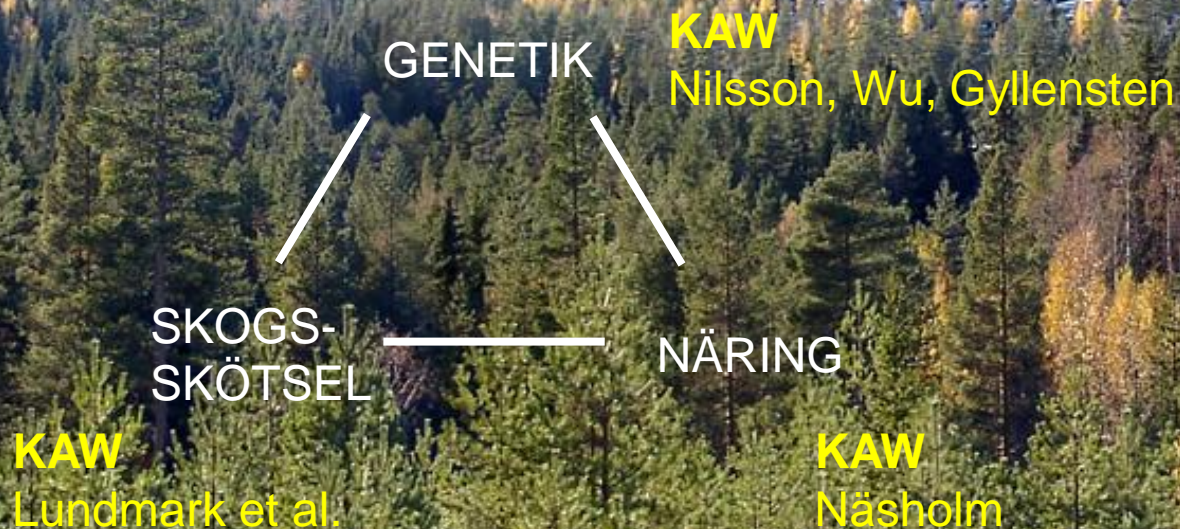 GENETIK
KAW
Nilsson, Wu, Gyllensten
SKOGS-
SKÖTSEL
NÄRING
KAW
Lundmark et al.
KAW
Näsholm